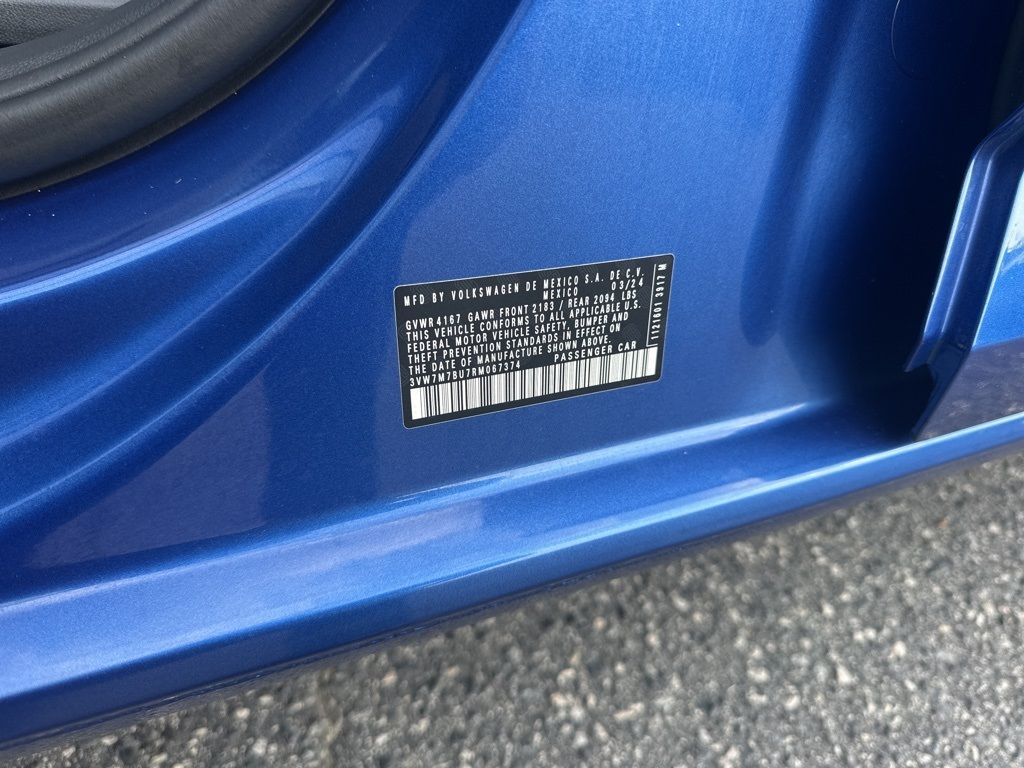 MFD BY VOLKSWAGEN DE MEXICO S.A. DE C.V.
MEXICO 03/24
GVWR 4167 GAWR FRONT 2183 / REAR 2094 LBS
THIS VEHICLE CONFORMS TO ALL APPLICABLE U.S.
FEDERAL MOTOR VEHICLE SAFETY, BUMPER AND
THEFT PREVENTION STANDARDS IN EFFECT ON
THE DATE OF MANUFACTURE SHOWN ABOVE.
3VW7M7BU7RM067374 PASSENGER CAR
1121601 3917 M